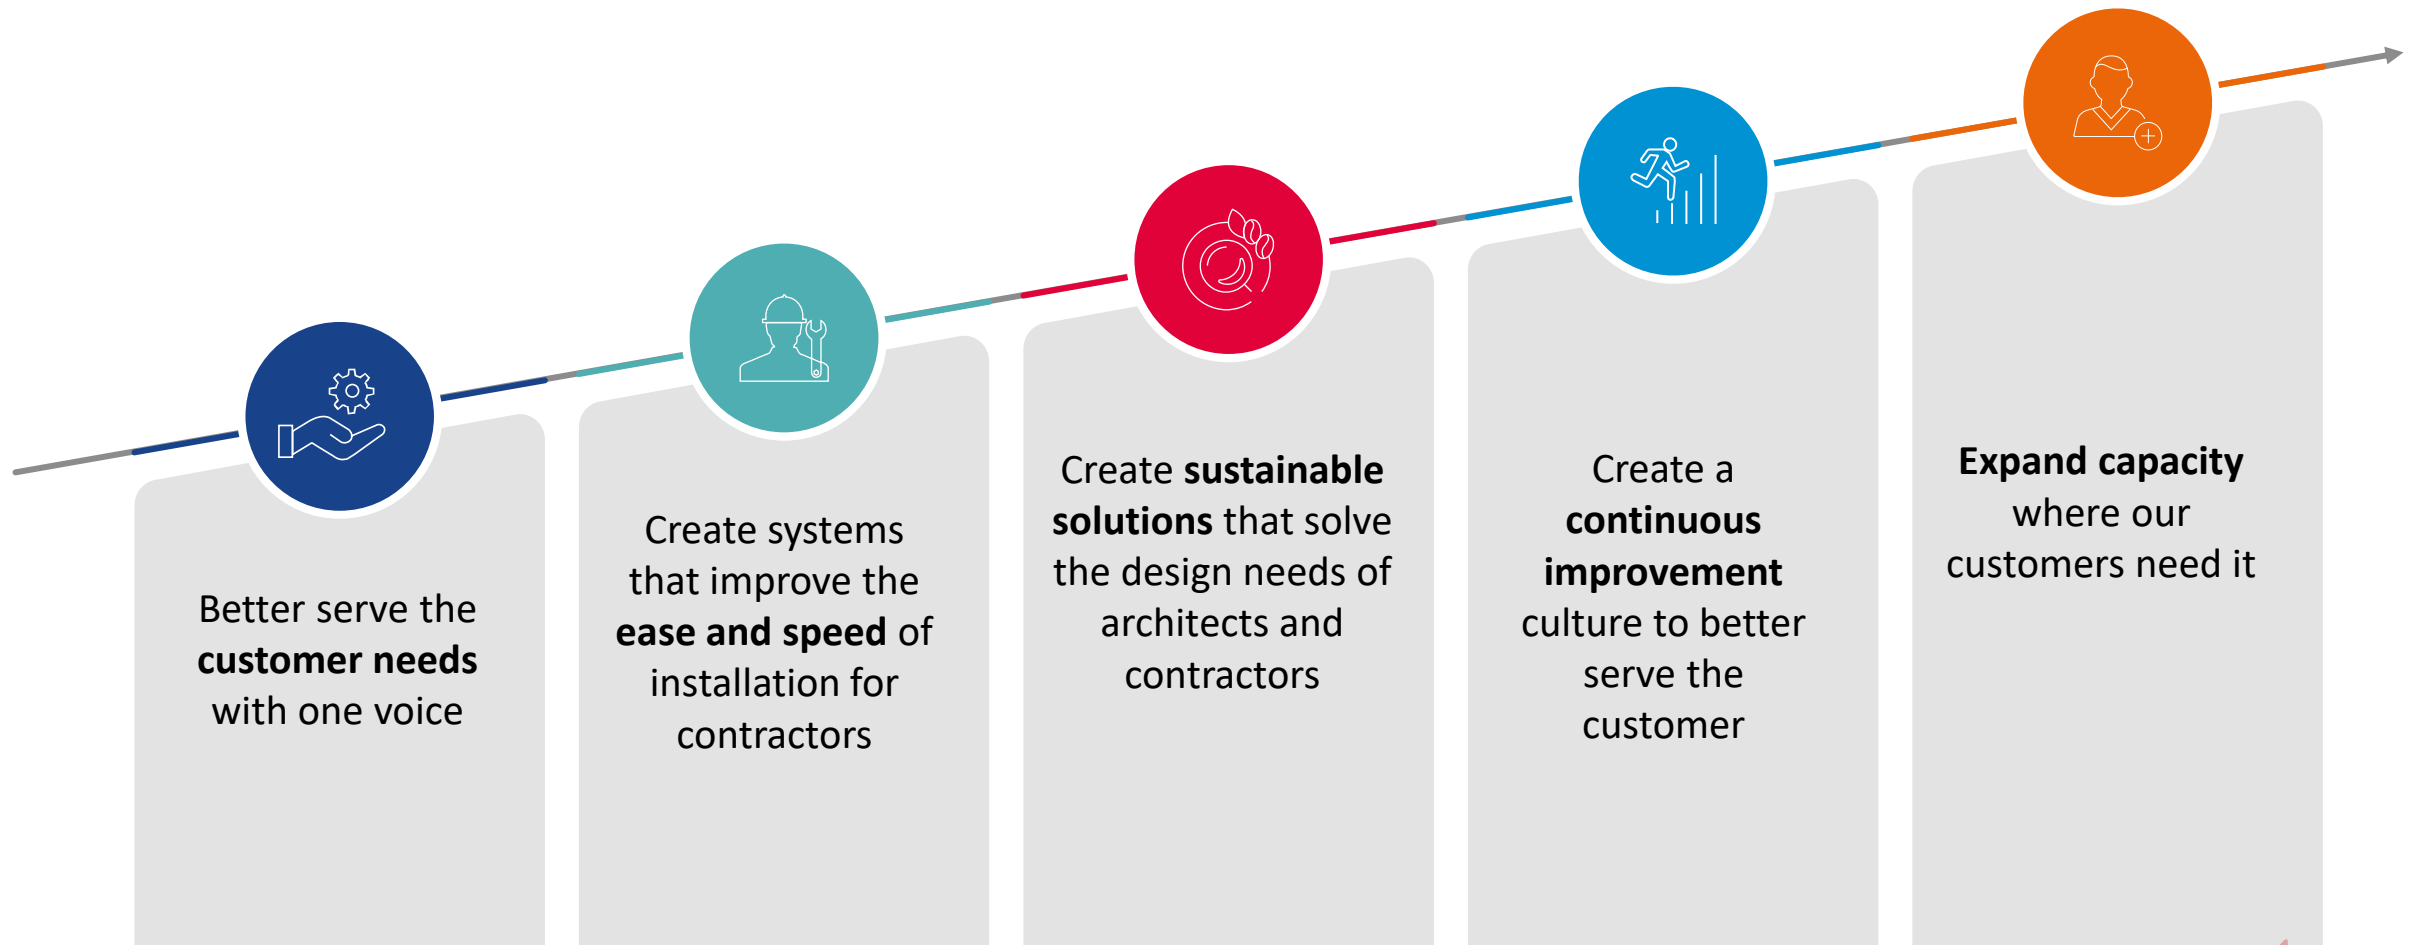 Better serve the
customer needs
with one voice
Create systems
that improve the
ease and speed of
installation for
contractors
Create sustainable
solutions that solve
the design needs of
architects and
contractors
Create a
continuous
improvement
culture to better
serve the
customer
Expand capacity
where our
customers need it